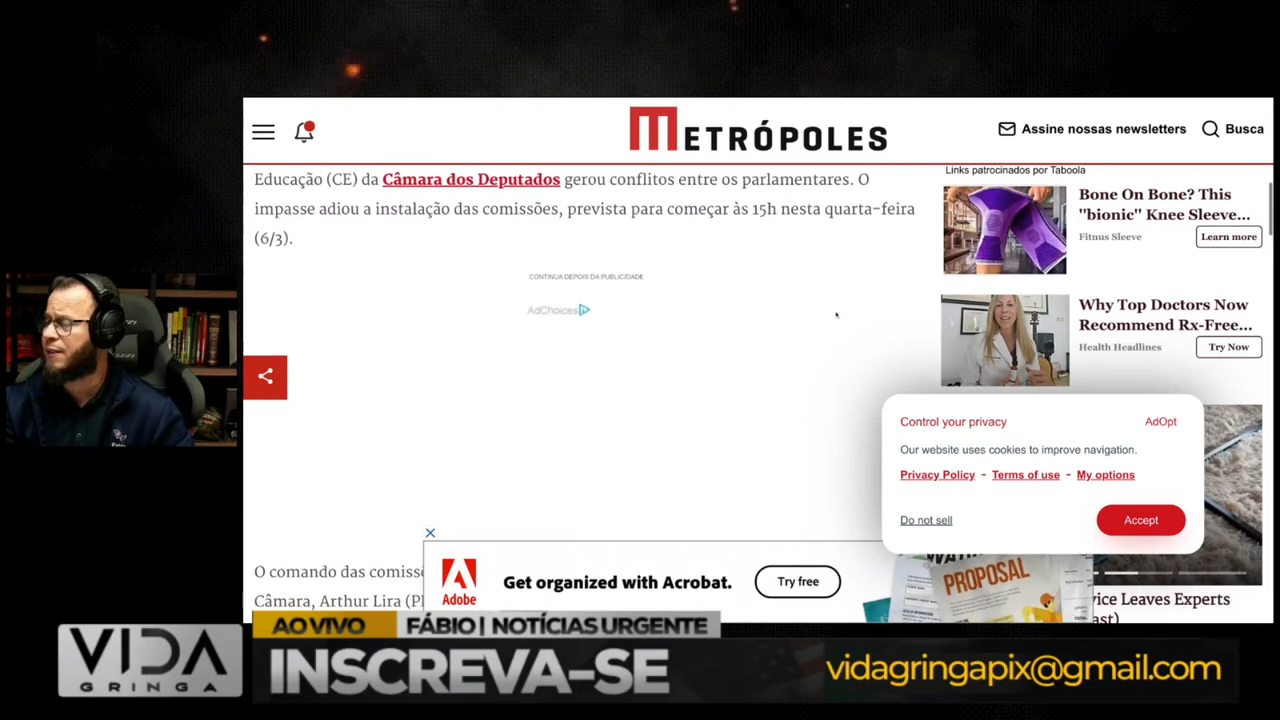 METRÓPOLES
Assine nossas newsletters
Busca
Educação (CE) da Câmara dos Deputados gerou conflitos entre os parlamentares. O
impasse adiou a instalação das comissões, prevista para começar às 15h nesta quarta-feira
(6/3).
Links patrocinados por Taboola
Bone On Bone? This
"bionic" Knee Sleeve...
Fitnus Sleeve
Learn more
CONTINUA DEPOIS DA PUBLICIDADE
AdChoices
Why Top Doctors Now
Recommend Rx-Free...
Health Headlines
Try Now
Control your privacy
AdOpt
Our website uses cookies to improve navigation.
Privacy Policy - Terms of use - My options
Do not sell
Accept
O comando das comiss
Câmara, Arthur Lira (P
Adobe
Get organized with Acrobat.
Try free
PROPOSAL
vice Leaves Experts
AO VIVO
FÁBIO | NOTÍCIAS URGENTE
VIDA
GRINGA
INSCREVA-SE
vidagringapix@gmail.com